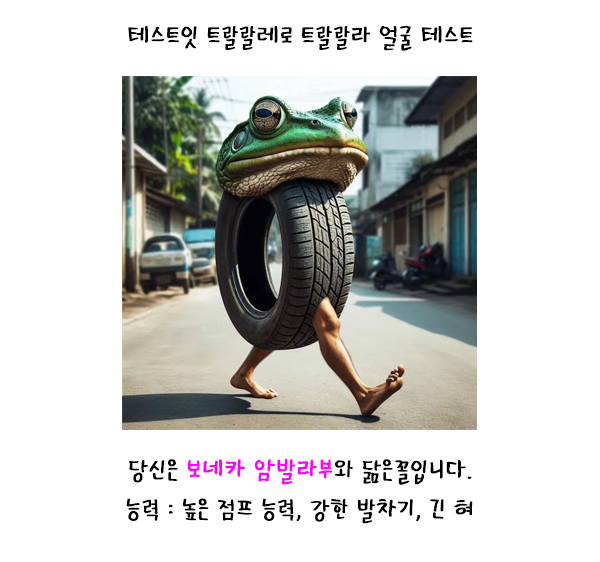 테스트잇 트랄랄레로 트랄랄라 얼굴 테스트
당신은 보네카 암발라부와 닮은꼴입니다.
능력 : 높은 점프 능력, 강한 발차기, 긴 혀